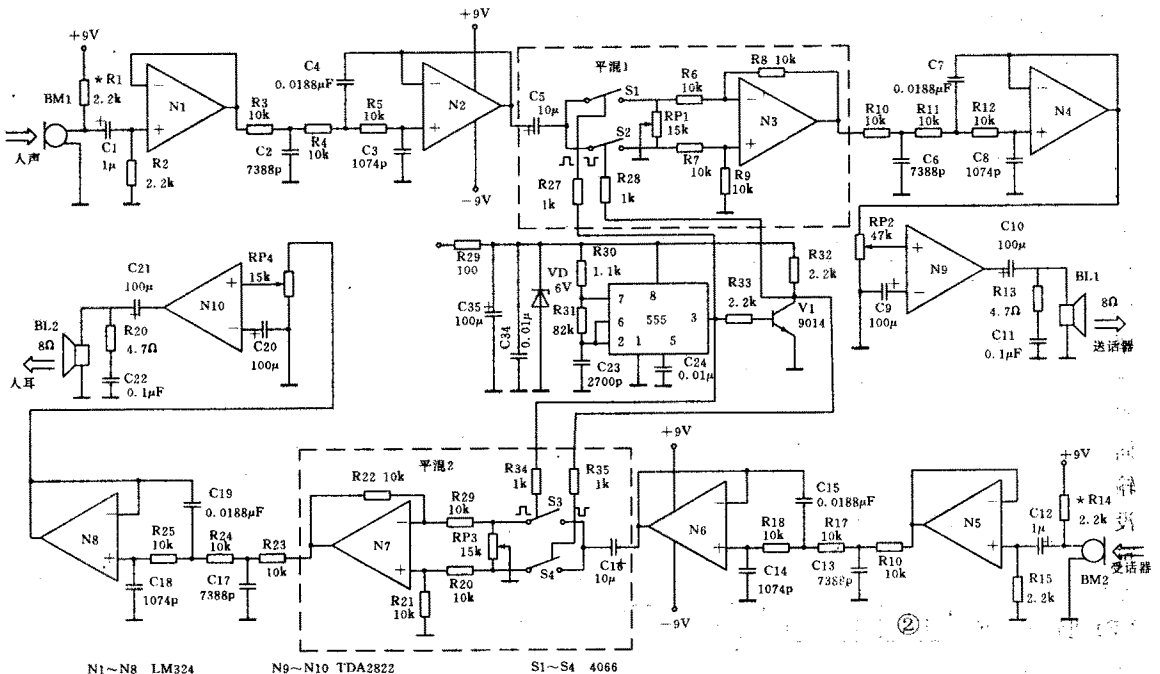 +9V
*R1
2.2k
BM1
人声
C1
1μ
R2
2.2k
N1
R3
10k
C2
7388p
C4
0.0188μF
R4
10k
R5
10k
C3
1074p
+9V
N2
-9V
C5
10μ
平混1
S1
S2
RP1
15k
R6
10k
R7
10k
R8 10k
R9
10k
N3
R27
1k
R28
1k
R10
10k
C6
7388p
C7
0.0188μF
R11
10k
R12
10k
C8
1074p
N4
RP2
47k
C9
100μ
N9
C10
100μ
R13
4.7Ω
C11
0.1μF
BL1
8Ω
送话器
C21
100μ
RP4
15k
N10
BL2
8Ω
R20
4.7Ω
C20
100μ
人耳
C22
0.1μF
R29
100
C35
100μ
C34
0.01μ
VD
6V
R30
1.1k
R31
82k
C23
2700p
7
8
6
555
3
2
1
5
C24
0.01μ
R33
2.2k
R32
2.2k
V1
9014
N8
C19
0.0188μF
R25
10k
R24
10k
R23
10k
C18
1074p
C17
7388p
平混2
R22 10k
N7
R29
10k
RP3
15k
R20
10k
R21
10k
R34
1k
R35
1k
S3
S4
C16
10μ
+9V
N6
-9V
C15
0.0188μF
R18
10k
R17
10k
C14
1074p
C13
7388p
R10
10k
N5
C12
1μ
R15
2.2k
+9V
*R14
2.2k
BM2
受话器
②
N1~N8 LM324
N9~N10 TDA2822
S1~S4 4066